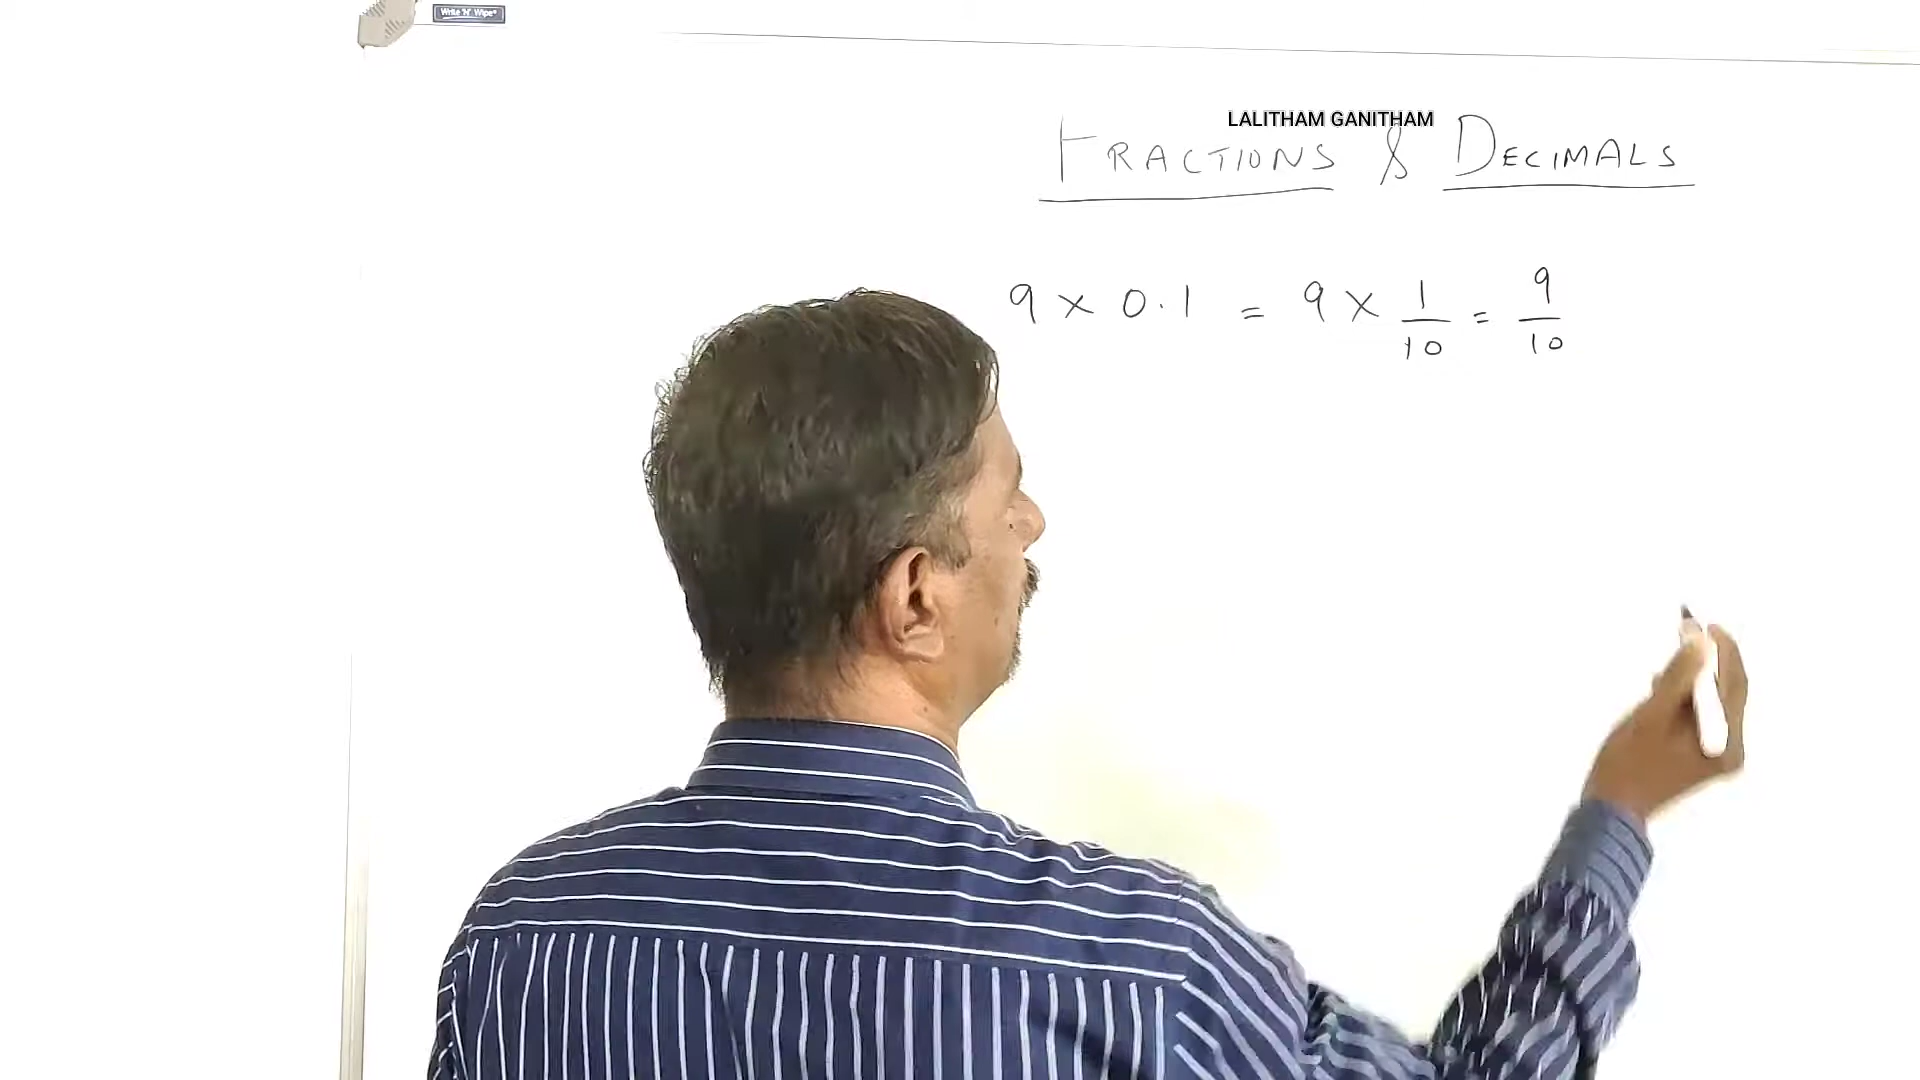 Write 'N' Wipe*
LALITHAM GANITHAM
FRACTIONS & DECIMALS
9 × 0.1 = 9 × 1/10 = 9/10